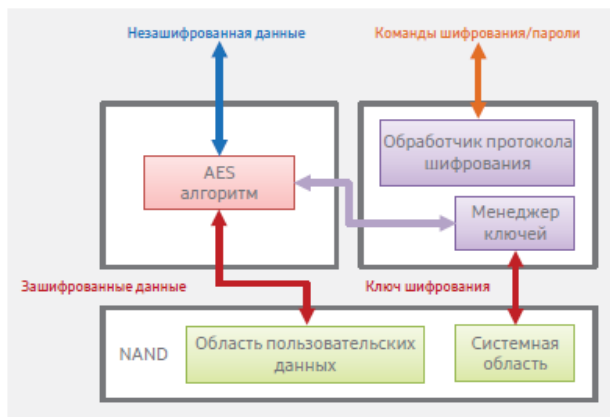 Незашифрованная данные
Команды шифрования/пароли
Обработчик протокола
шифрования
AES
алгоритм
Менеджер
ключей
Зашифрованные данные
Ключ шифрования
NAND
Область пользовательских
данных
Системная
область